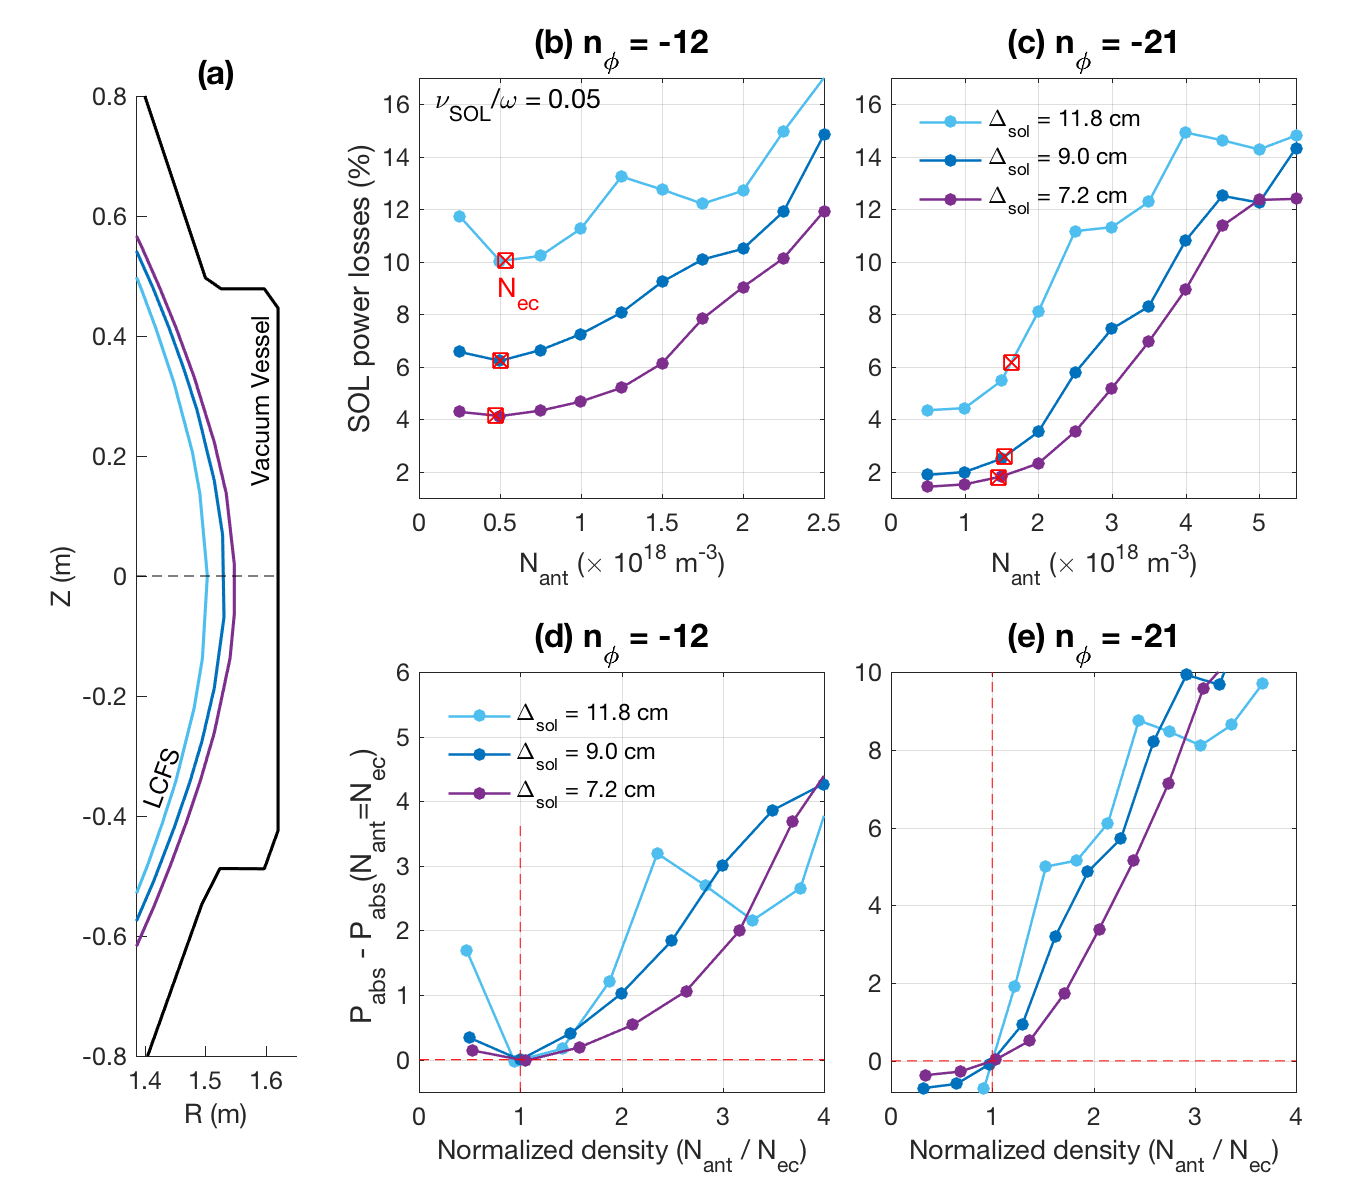 (a)
0.8
0.6
0.4
0.2
0
-0.2
-0.4
-0.6
-0.8
Z (m)
1.4 1.5 1.6
R (m)
Vacuum Vessel
LCFS
(b) nϕ = -12
νSOL/ω = 0.05
16
14
12
10
8
6
4
2
SOL power losses (%)
Nec
0 0.5 1 1.5 2 2.5
Nant (× 10^18 m^-3)
(c) nϕ = -21
Δsol = 11.8 cm
Δsol = 9.0 cm
Δsol = 7.2 cm
16
14
12
10
8
6
4
2
0 1 2 3 4 5
Nant (× 10^18 m^-3)
(d) nϕ = -12
Δsol = 11.8 cm
Δsol = 9.0 cm
Δsol = 7.2 cm
6
5
4
3
2
1
0
Pabs - Pabs(Nant=Nec)
0 1 2 3 4
Normalized density (Nant / Nec)
(e) nϕ = -21
10
8
6
4
2
0
0 1 2 3 4
Normalized density (Nant / Nec)